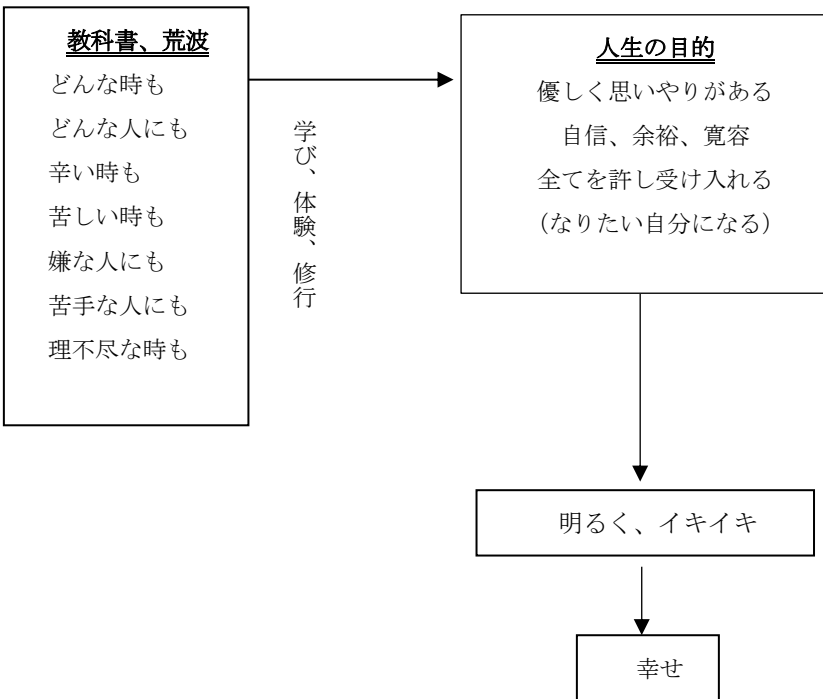 教科書、荒波
どんな時も
どんな人にも
辛い時も
苦しい時も
嫌な人にも
苦手な人にも
理不尽な時も
学び、体験、修行
人生の目的
優しく思いやりがある
自信、余裕、寛容
全てを許し受け入れる
(なりたい自分になる)
明るく、イキイキ
幸せ